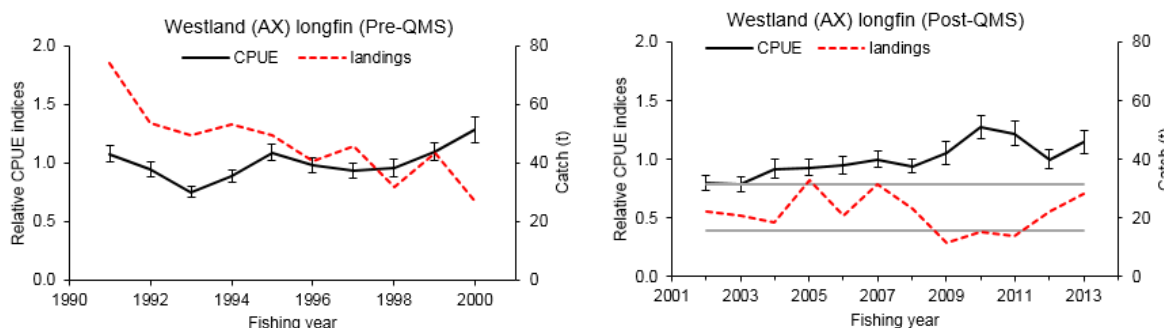 Westland (AX) longfin (Pre-QMS)
CPUE
landings
Relative CPUE indices
2.0
1.5
1.0
0.5
0.0
80
60
40
20
0
Catch (t)
1990
1992
1994
1996
1998
2000
Fishing year
Westland (AX) longfin (Post-QMS)
CPUE
landings
Relative CPUE indices
2.0
1.5
1.0
0.5
0.0
80
60
40
20
0
Catch (t)
2001
2003
2005
2007
2009
2011
2013
Fishing year